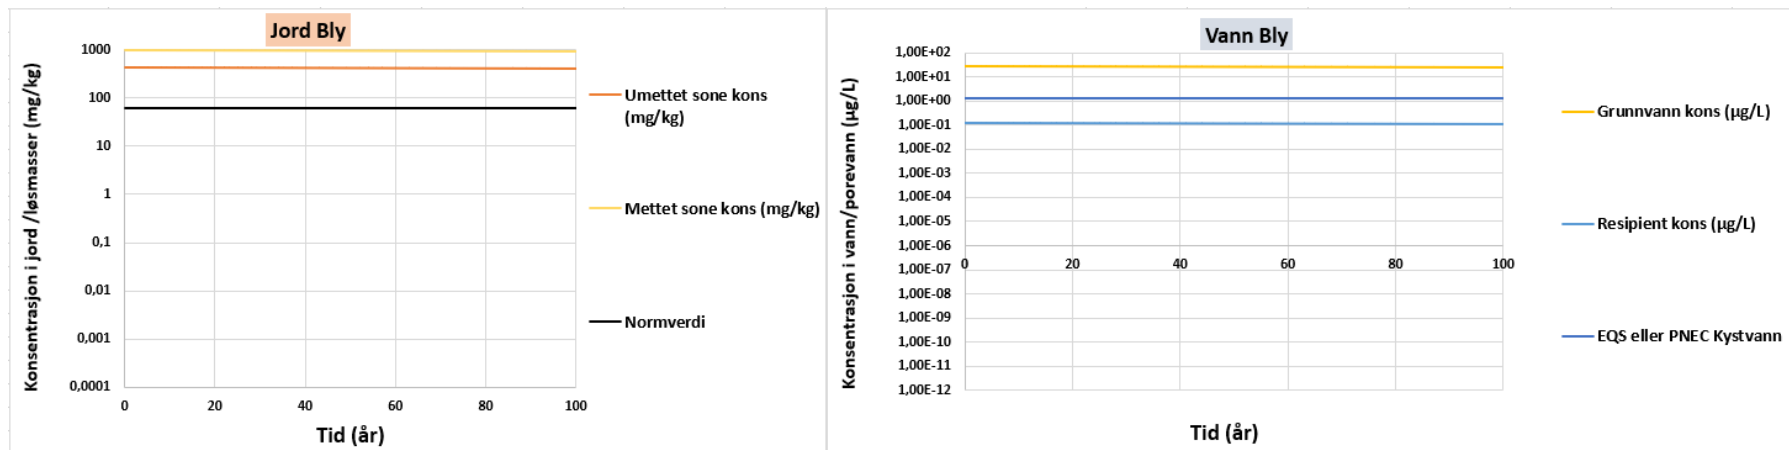 Jord Bly
Konsentrasjon i jord /løsmasser (mg/kg)
1000
100
10
1
0,1
0,01
0,001
0,0001
0
20
40
60
80
100
Tid (år)
Umettet sone kons
(mg/kg)
Mettet sone kons (mg/kg)
Normverdi
Vann Bly
Konsentrasjon i vann/porevann (µg/L)
1,00E+02
1,00E+01
1,00E+00
1,00E-01
1,00E-02
1,00E-03
1,00E-04
1,00E-05
1,00E-06
1,00E-07
1,00E-08
1,00E-09
1,00E-10
1,00E-11
1,00E-12
0
20
40
60
80
100
Tid (år)
Grunnvann kons (µg/L)
Resipient kons (µg/L)
EQS eller PNEC Kystvann